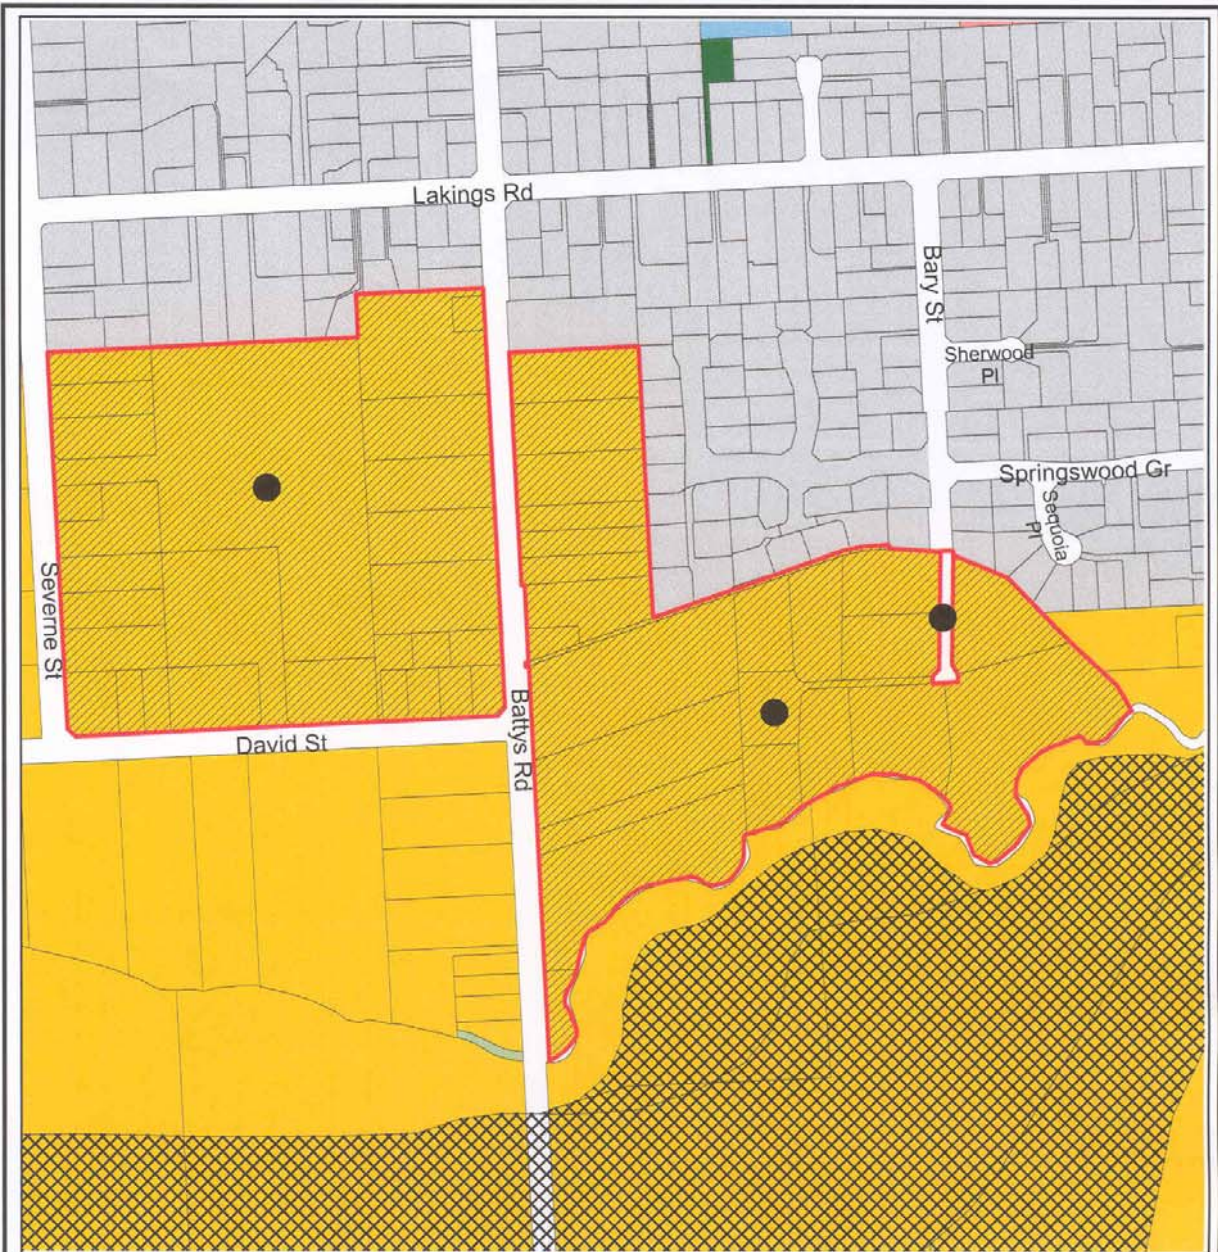 Lakings Rd
Bary St
Sherwood
Pl
Springswood Gr
Sequoia
Pl
Severne St
Battys Rd
David St